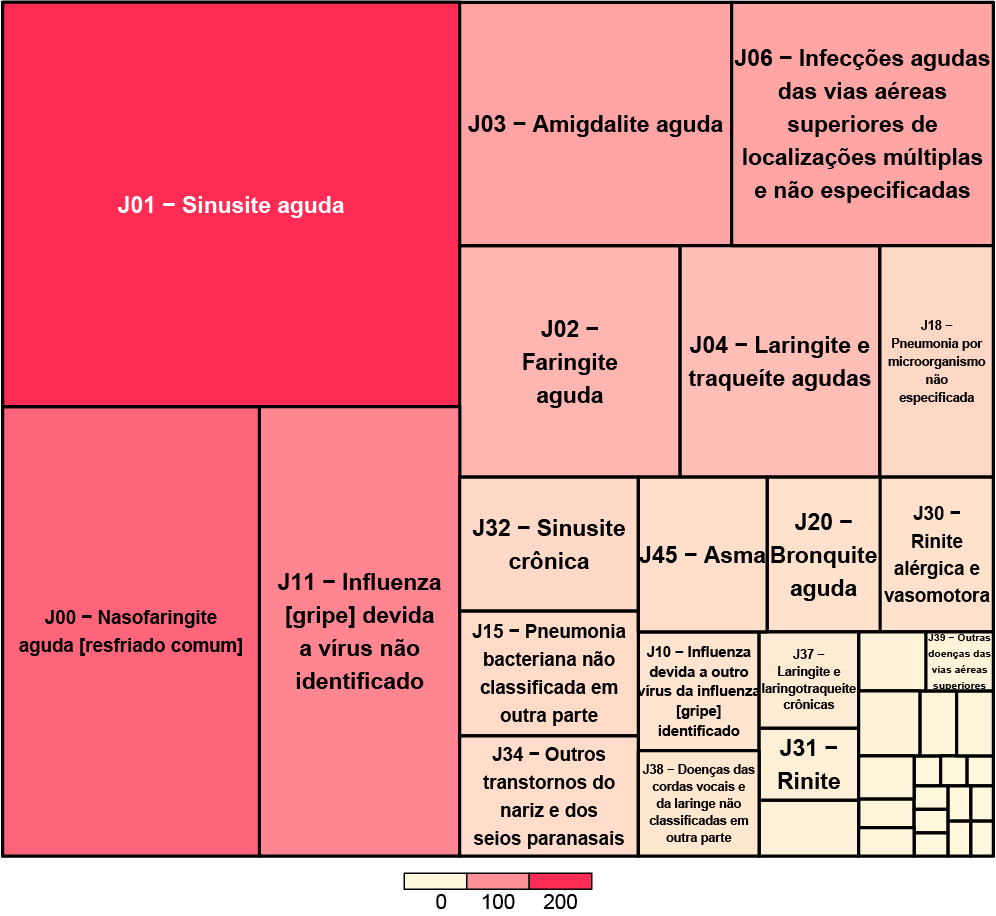 J01 − Sinusite aguda
J03 − Amigdalite aguda
J06 − Infecções agudas
das vias aéreas
superiores de
localizações múltiplas
e não especificadas
J02 −
Faringite
aguda
J04 − Laringite e
traqueíte agudas
J18 −
Pneumonia por
microorganismo
não
especificada
J00 − Nasofaringite
aguda [resfriado comum]
J11 − Influenza
[gripe] devida
a vírus não
identificado
J32 − Sinusite
crônica
J45 − Asma
J20 −
Bronquite
aguda
J30 −
Rinite
alérgica e
vasomotora
J15 − Pneumonia
bacteriana não
classificada em
outra parte
J10 − Influenza
devida a outro
vírus da influenza
[gripe]
identificado
J37 −
Laringite e
laringotraqueíte
crônicas
J39 − Outras
doenças das
vias aéreas
superiores
J34 − Outros
transtornos do
nariz e dos
seios paranasais
J38 − Doenças das
cordas vocais e
da laringe não
classificadas em
outra parte
J31 −
Rinite
0 100 200